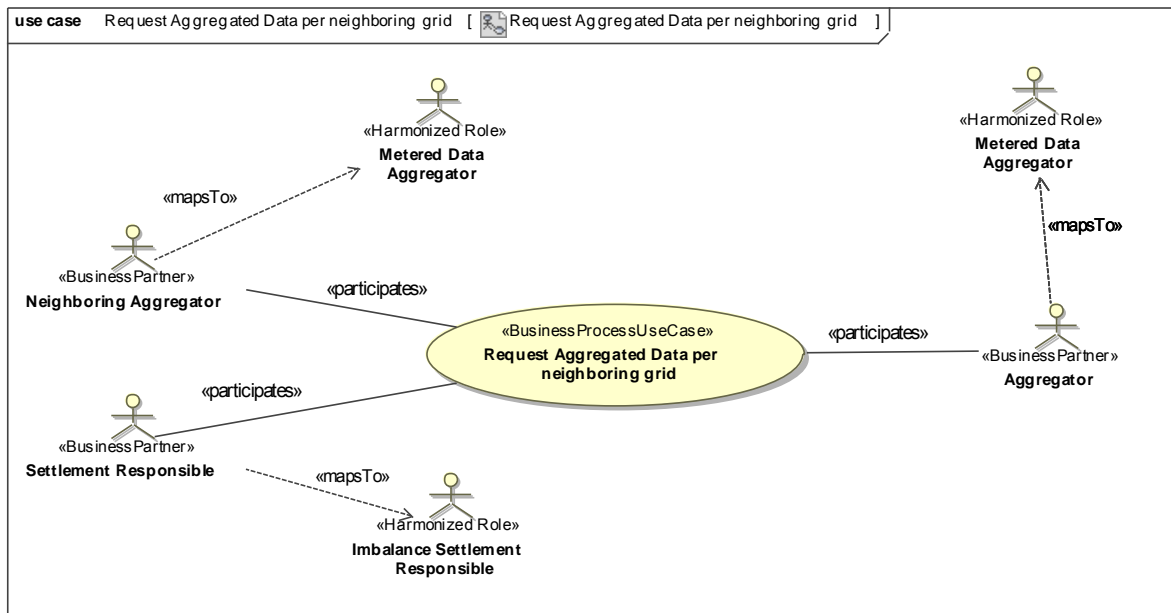 use case Request Aggregated Data per neighboring grid [ Request Aggregated Data per neighboring grid ]
«Harmonized Role»
Metered Data
Aggregator
«Harmonized Role»
Metered Data
Aggregator
«mapsTo»
«mapsTo»
«BusinessPartner»
Neighboring Aggregator
«participates»
«BusinessProcessUseCase»
Request Aggregated Data per
neighboring grid
«participates»
«BusinessPartner»
Aggregator
«participates»
«BusinessPartner»
Settlement Responsible
«mapsTo»
«Harmonized Role»
Imbalance Settlement
Responsible